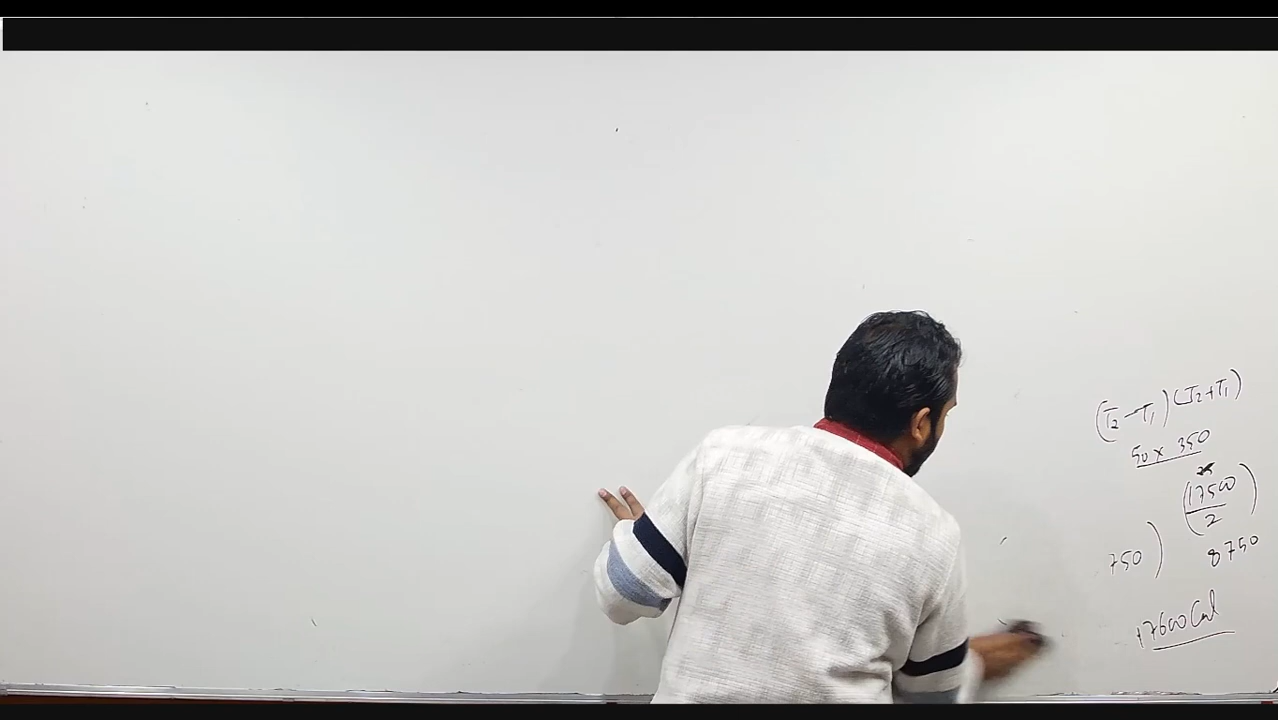 (T₂-T₁)(T₂+T₁)
50 x 350
(17500
2)
750)
8750
17600 Cal